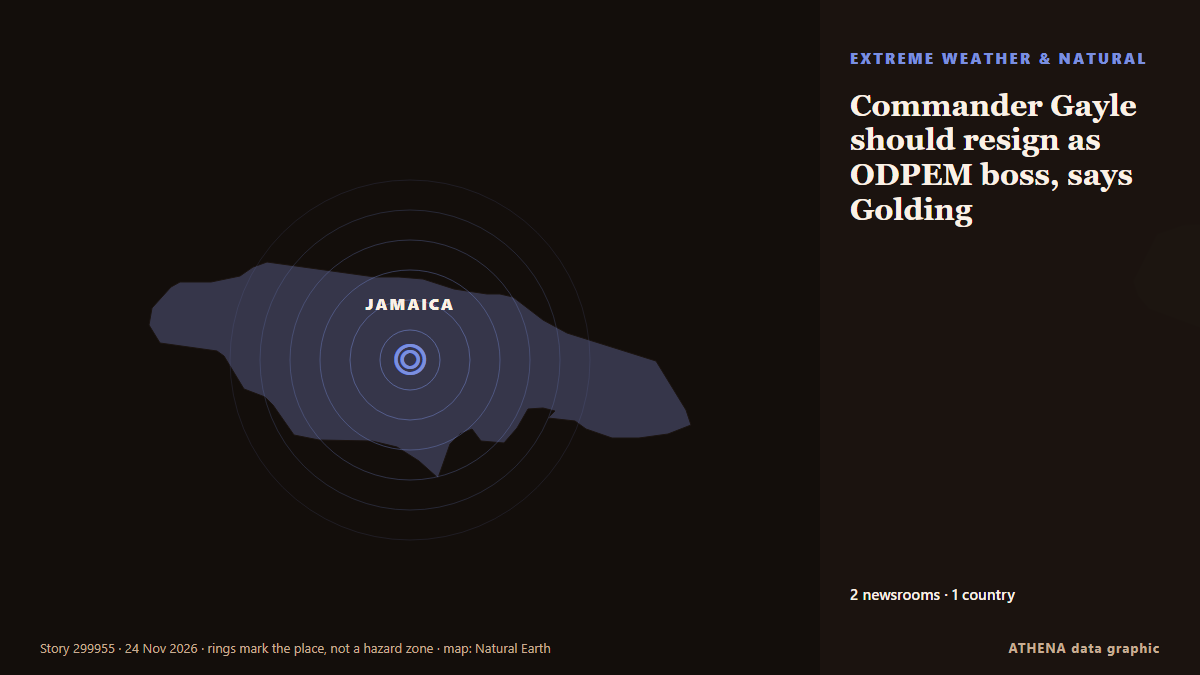 EXTREME WEATHER & NATURAL
Commander Gayle
should resign as
ODPEM boss, says
Golding
JAMAICA
2 newsrooms · 1 country
Story 299955 · 24 Nov 2026 · rings mark the place, not a hazard zone · map: Natural Earth
ATHENA data graphic